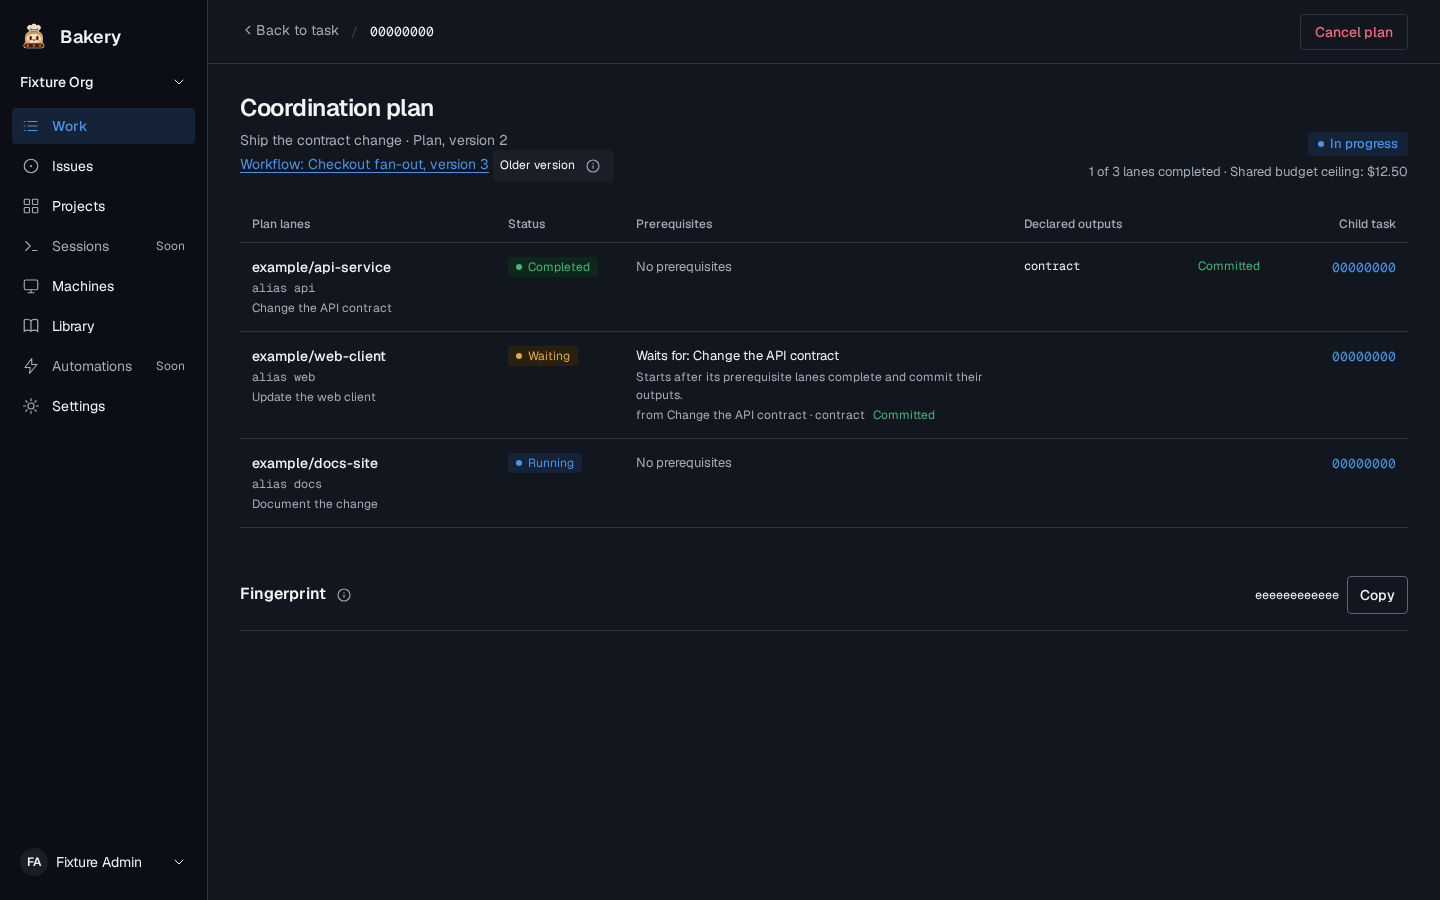 Bakery
Fixture Org
Work
Issues
Projects
Sessions Soon
Machines
Library
Automations Soon
Settings
FA Fixture Admin
Back to task / 00000000
Cancel plan
Coordination plan
Ship the contract change · Plan, version 2
Workflow: Checkout fan-out, version 3 Older version
In progress
1 of 3 lanes completed · Shared budget ceiling: $12.50
Plan lanes Status Prerequisites Declared outputs Child task
example/api-service Completed No prerequisites contract Committed 00000000
alias api
Change the API contract
example/web-client Waiting Waits for: Change the API contract 00000000
alias web Starts after its prerequisite lanes complete and commit their
Update the web client outputs.
from Change the API contract · contract Committed
example/docs-site Running No prerequisites 00000000
alias docs
Document the change
Fingerprint eeeeeeeeeeee Copy